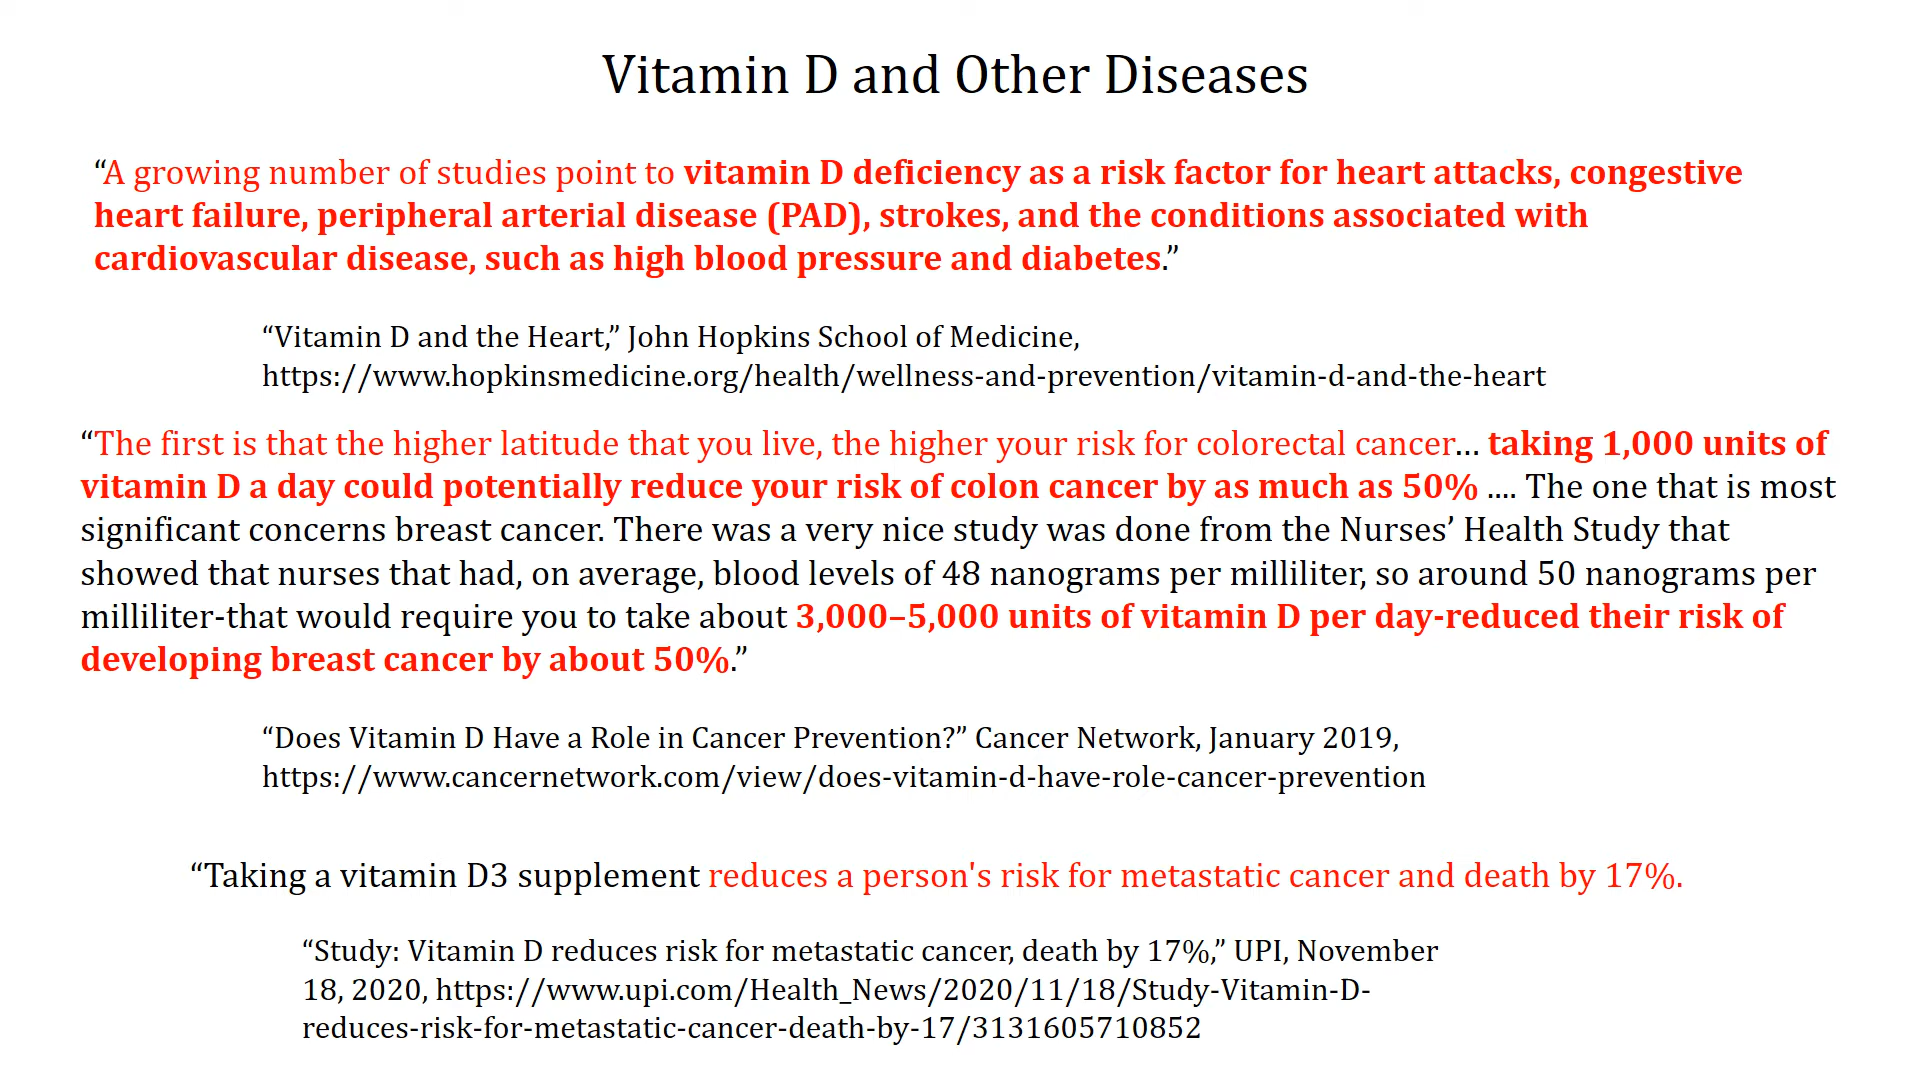 Vitamin D and Other Diseases
“A growing number of studies point to vitamin D deficiency as a risk factor for heart attacks, congestive
heart failure, peripheral arterial disease (PAD), strokes, and the conditions associated with
cardiovascular disease, such as high blood pressure and diabetes.”
“Vitamin D and the Heart,” John Hopkins School of Medicine,
https://www.hopkinsmedicine.org/health/wellness-and-prevention/vitamin-d-and-the-heart
“The first is that the higher latitude that you live, the higher your risk for colorectal cancer... taking 1,000 units of
vitamin D a day could potentially reduce your risk of colon cancer by as much as 50% .... The one that is most
significant concerns breast cancer. There was a very nice study was done from the Nurses’ Health Study that
showed that nurses that had, on average, blood levels of 48 nanograms per milliliter, so around 50 nanograms per
milliliter-that would require you to take about 3,000–5,000 units of vitamin D per day-reduced their risk of
developing breast cancer by about 50%.”
“Does Vitamin D Have a Role in Cancer Prevention?” Cancer Network, January 2019,
https://www.cancernetwork.com/view/does-vitamin-d-have-role-cancer-prevention
“Taking a vitamin D3 supplement reduces a person's risk for metastatic cancer and death by 17%.
“Study: Vitamin D reduces risk for metastatic cancer, death by 17%,” UPI, November
18, 2020, https://www.upi.com/Health_News/2020/11/18/Study-Vitamin-D-
reduces-risk-for-metastatic-cancer-death-by-17/3131605710852